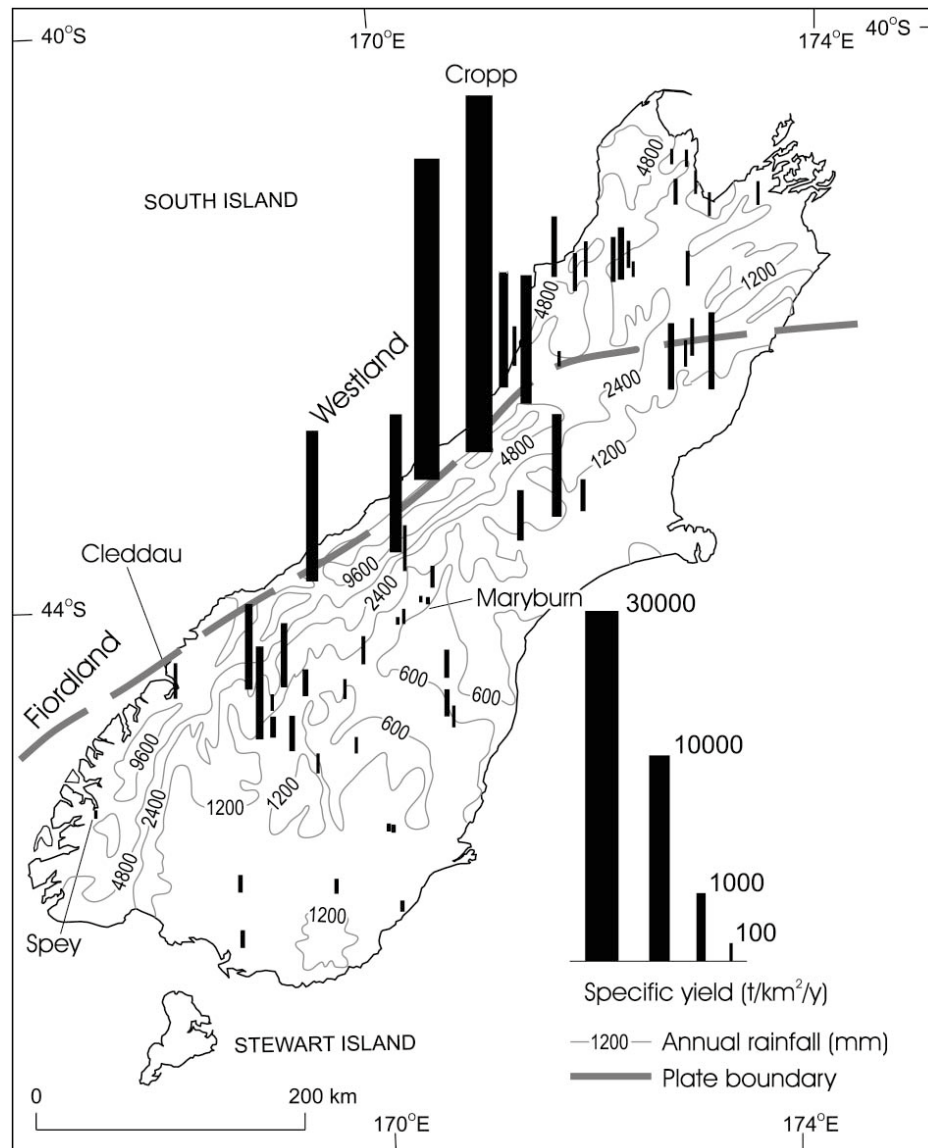 40°S
170°E
174°E
40°S
Cropp
4800
SOUTH ISLAND
1200
4800
Westland
2400
4800
1200
Cleddau
9600
2400
Maryburn
44°S
30000
Fiordland
600
600
10000
9600
600
2400
1200
1200
1000
4800
1200
100
Spey
Specific yield (t/km²/y)
1200 Annual rainfall (mm)
STEWART ISLAND
Plate boundary
0 200 km
170°E
174°E